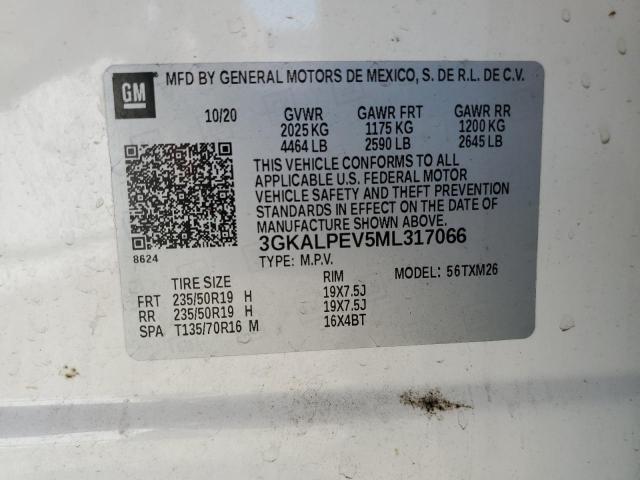 GM
MFD BY GENERAL MOTORS DE MEXICO, S. DE R.L. DE C.V.
10/20 GVWR GAWR FRT GAWR RR
2025 KG 1175 KG 1200 KG
4464 LB 2590 LB 2645 LB
THIS VEHICLE CONFORMS TO ALL
APPLICABLE U.S. FEDERAL MOTOR
VEHICLE SAFETY AND THEFT PREVENTION
STANDARDS IN EFFECT ON THE DATE OF
MANUFACTURE SHOWN ABOVE.
3GKALPEV5ML317066
8624
TYPE: M.P.V. MODEL: 56TXM26
TIRE SIZE RIM
FRT 235/50R19 H 19X7.5J
RR 235/50R19 H 19X7.5J
SPA T135/70R16 M 16X4BT